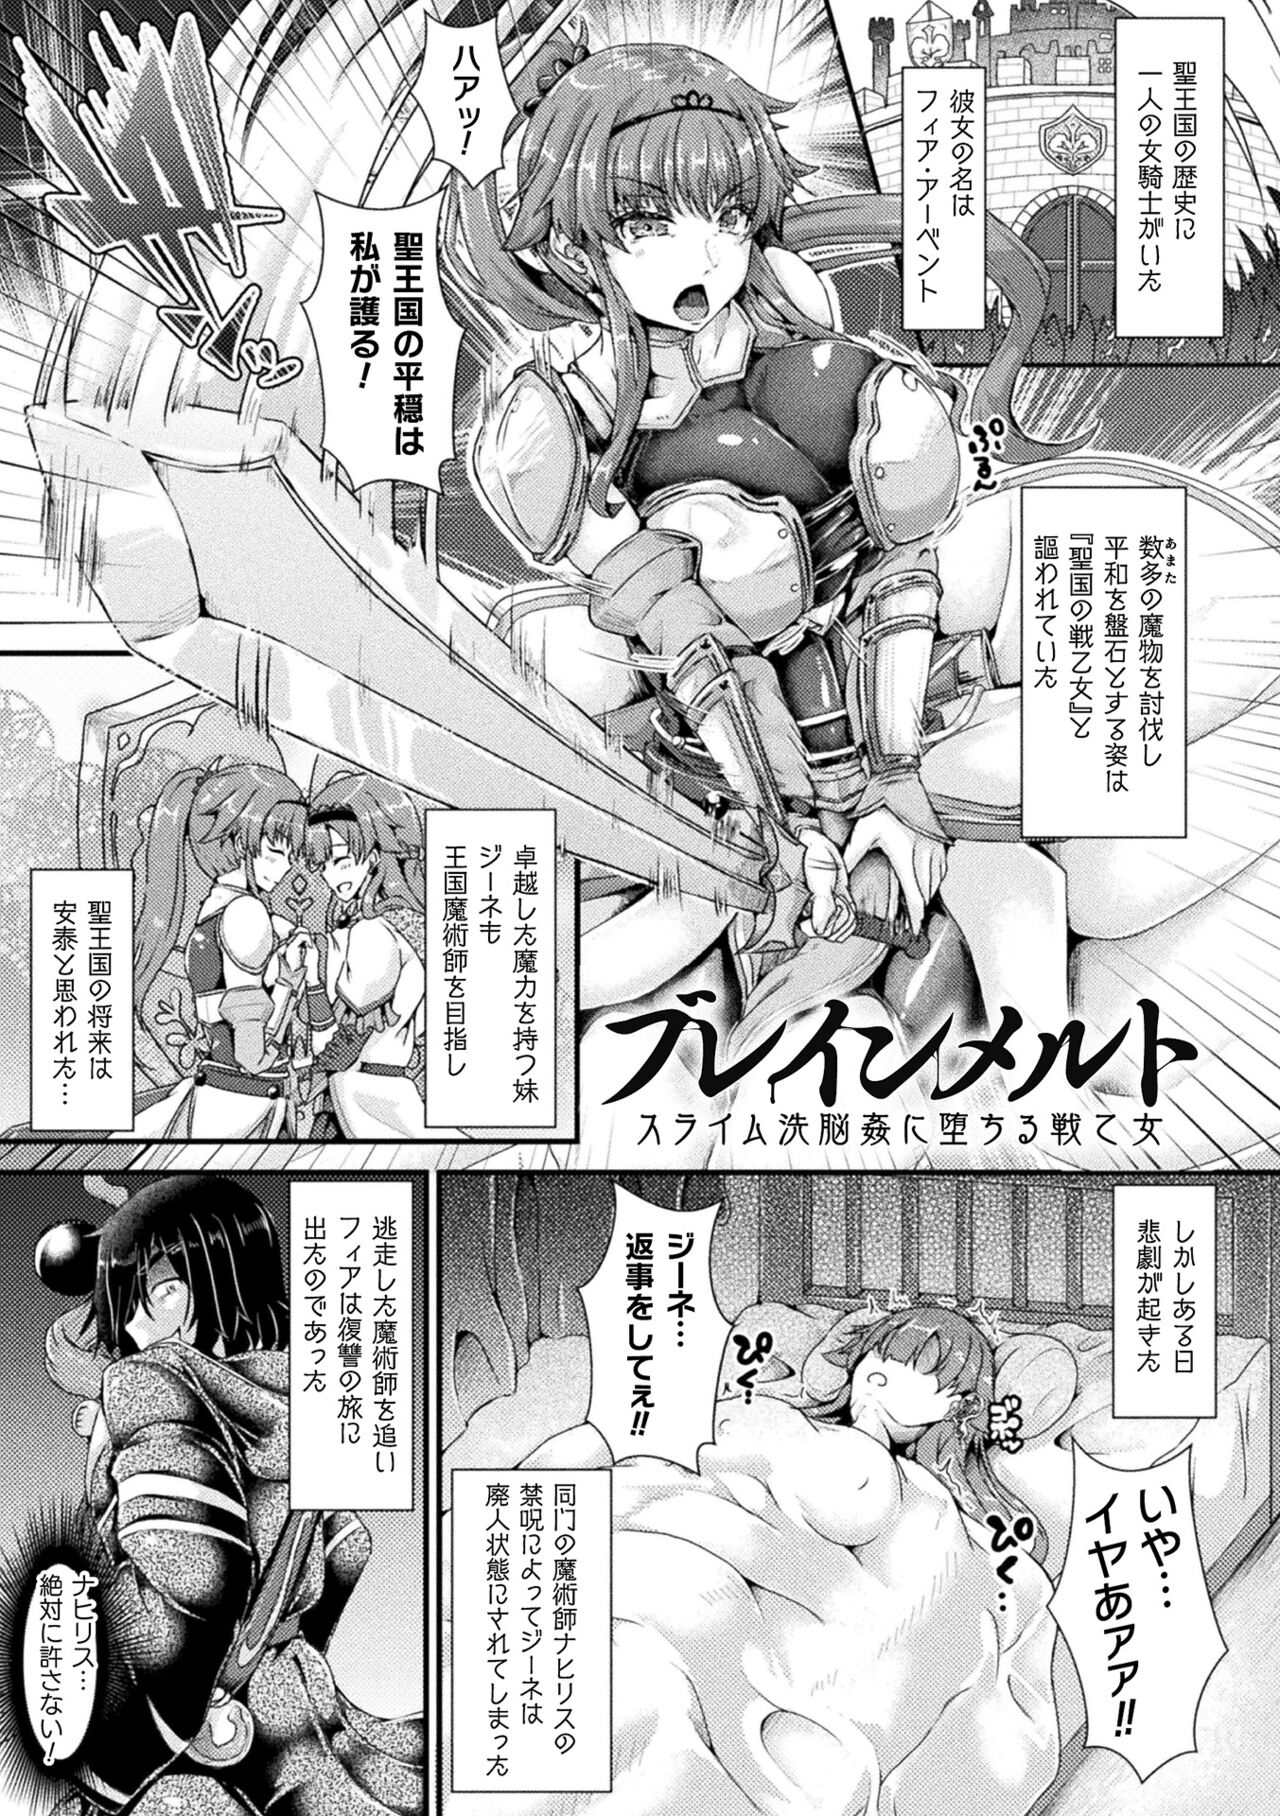 聖王国の歴史に
一人の女騎士がいた
彼女の名は
フィア・アーベント
ハアッ！
聖王国の平穏は
私が護る！
ぷるん
数多の魔物を討伐し
あまた
平和を盤石とする姿は
『聖国の戦乙女』と
謳われていた
卓越した魔力を持つ妹
ジーネも
王国魔術師を目指し
聖王国の将来は
安泰と思われた…
ブレインメルト
スライム洗脳姦に堕ちる戦乙女
しかしある日
悲劇が起きた
いや…
イヤあァァ!!
ジーネ…
返事をしてぇ!!
ぴく…
ぴく…
ぴく…
同門の魔術師ナヒリスの
禁呪によってジーネは
廃人状態にされてしまった
逃走した魔術師を追い
フィアは復讐の旅に
出たのであった
ナヒリス…
絶対に許さない！